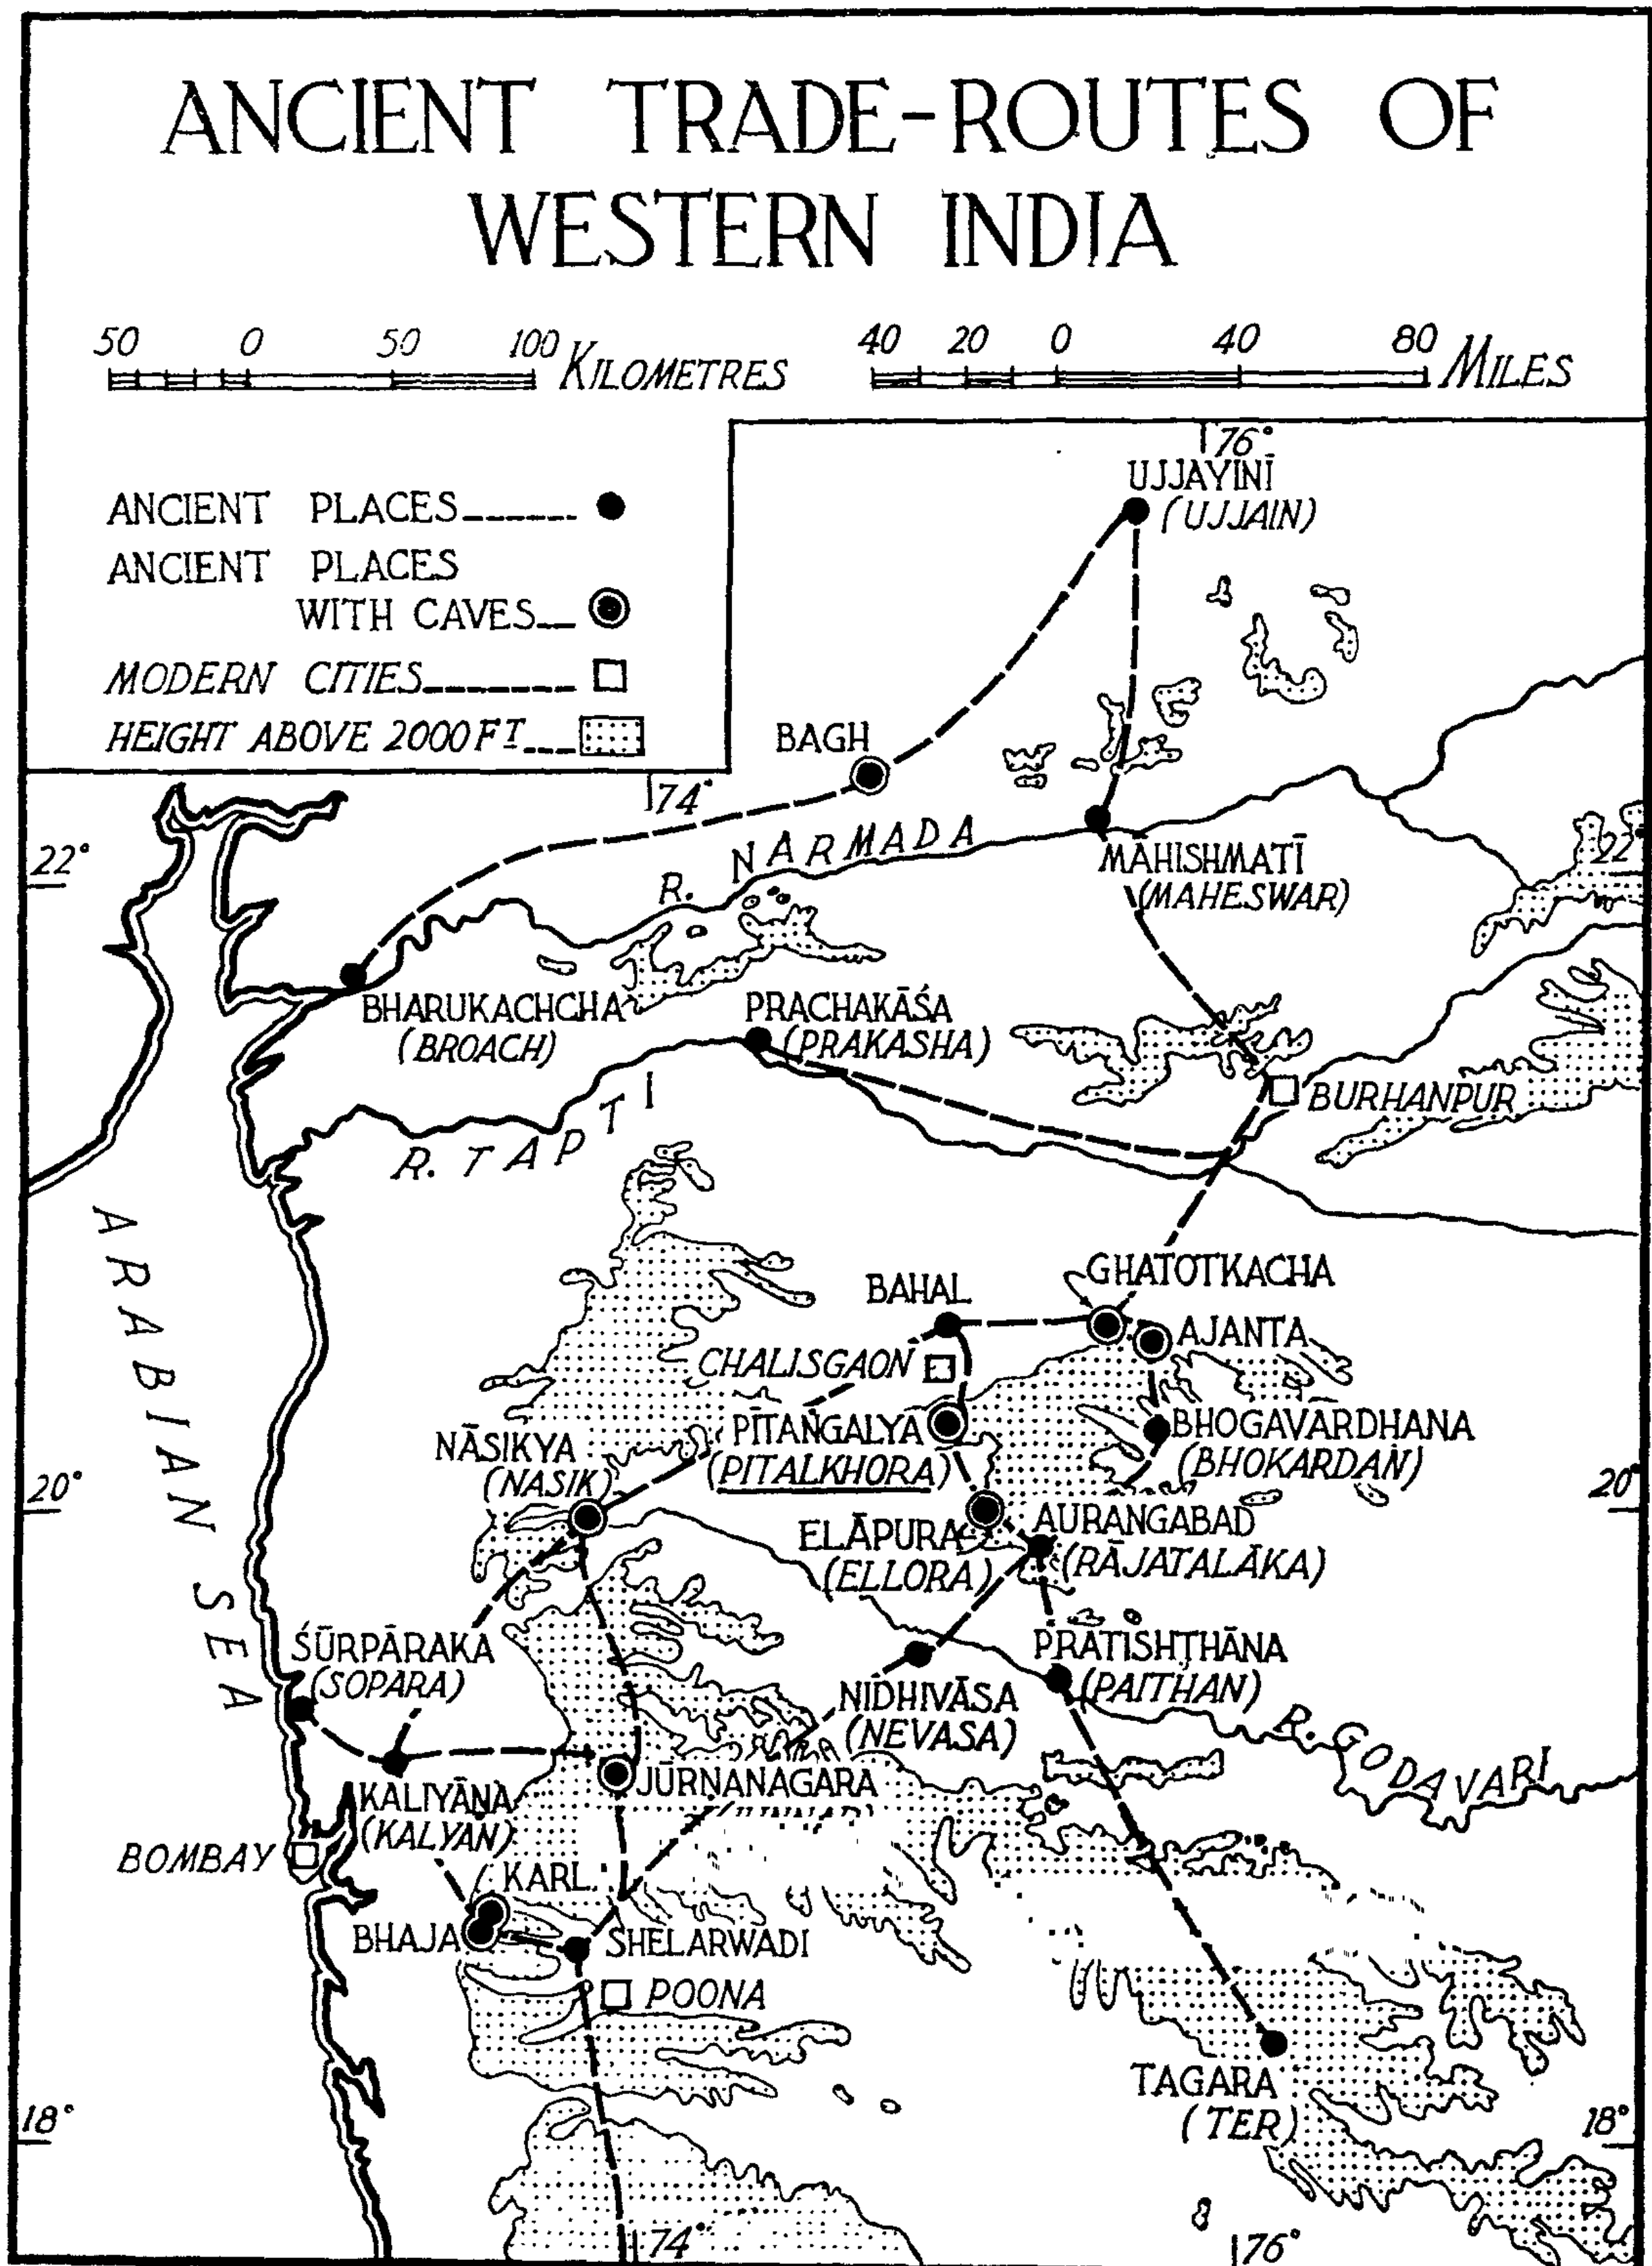 ANCIENT TRADE-ROUTES OF
WESTERN INDIA
50 0 50 100 KILOMETRES
40 20 0 40 80 MILES
ANCIENT PLACES
ANCIENT PLACES
WITH CAVES
MODERN CITIES
HEIGHT ABOVE 2000 FT
76°
UJJAYINĪ
(UJJAIN)
BAGH
74°
R. NARMADA
22°
22°
MĀHISHMATĪ
(MAHESWAR)
BHARUKACHCHA
(BROACH)
PRACHAKĀŚA
(PRAKASHA)
BURHANPUR
R. TAPTI
ARABIAN SEA
GHATOTKACHA
BAHAL
AJANTA
CHALISGAON
PĪTAṄGALYA
(PITALKHORA)
BHOGAVARDHANA
(BHOKARDAN)
NĀSIKYA
(NASIK)
20°
20°
ELĀPURA
(ELLORA)
AURANGABAD
(RĀJATALĀKA)
ŚŪRPĀRAKA
(SOPARA)
PRATISHṬHĀNA
(PAITHAN)
NIDHIVĀSA
(NEVASA)
R. GODAVARI
JŪRNANAGARA
KALIYĀNA
(KALYAN)
BOMBAY
KARL
BHAJA
SHELARWADI
POONA
TAGARA
(TER)
18°
18°
74°
76°